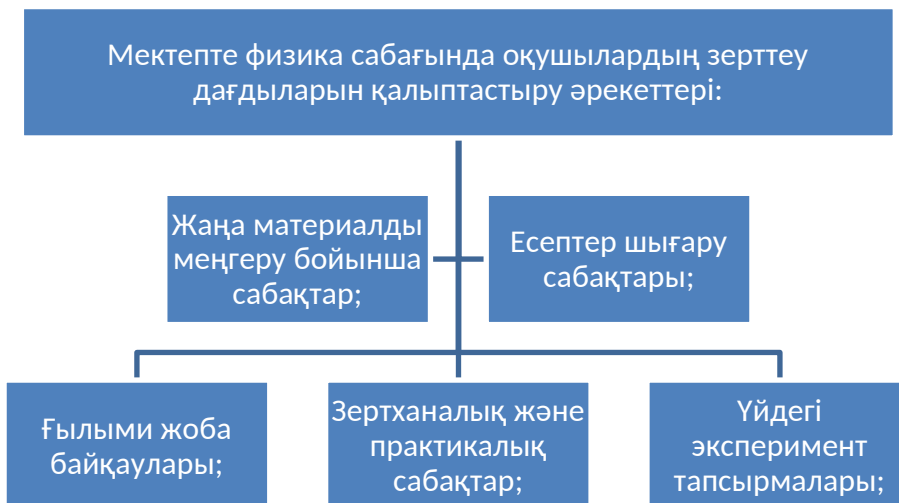 Мектепте физика сабағында оқушылардың зерттеу
дағдыларын қалыптастыру әрекеттері:
Жаңа материалды
меңгеру бойынша
сабақтар;
Есептер шығару
сабақтары;
Ғылыми жоба
байқаулары;
Зертханалық және
практикалық
сабақтар;
Үйдегі
эксперимент
тапсырмалары;